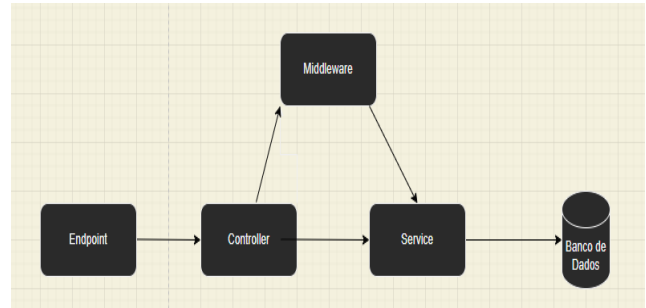 Middleware
Endpoint
Controller
Service
Banco de
Dados